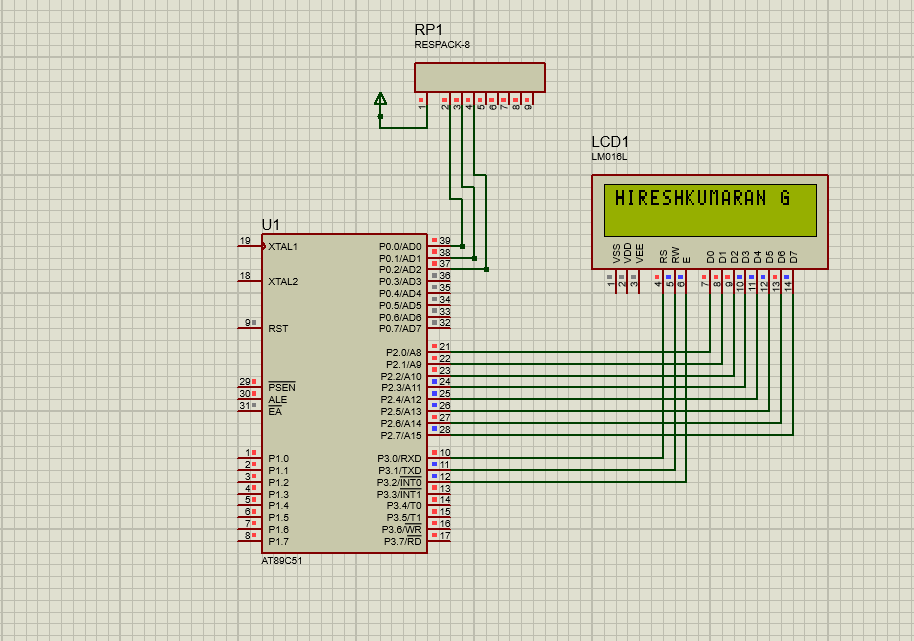 RP1
RESPACK-8
1 2 3 4 5 6 7 8 9
LCD1
LM016L
HIRESHKUMARAN G
VSS VDD VEE RS RW E D0 D1 D2 D3 D4 D5 D6 D7
1 2 3 4 5 6 7 8 9 10 11 12 13 14
U1
19 XTAL1 P0.0/AD0 39
P0.1/AD1 38
P0.2/AD2 37
18 XTAL2 P0.3/AD3 36
P0.4/AD4 35
P0.5/AD5 34
P0.6/AD6 33
9 RST P0.7/AD7 32
P2.0/A8 21
P2.1/A9 22
P2.2/A10 23
29 PSEN P2.3/A11 24
30 ALE P2.4/A12 25
31 EA P2.5/A13 26
P2.6/A14 27
P2.7/A15 28
1 P1.0 P3.0/RXD 10
2 P1.1 P3.1/TXD 11
3 P1.2 P3.2/INT0 12
4 P1.3 P3.3/INT1 13
5 P1.4 P3.4/T0 14
6 P1.5 P3.5/T1 15
7 P1.6 P3.6/WR 16
8 P1.7 P3.7/RD 17
AT89C51